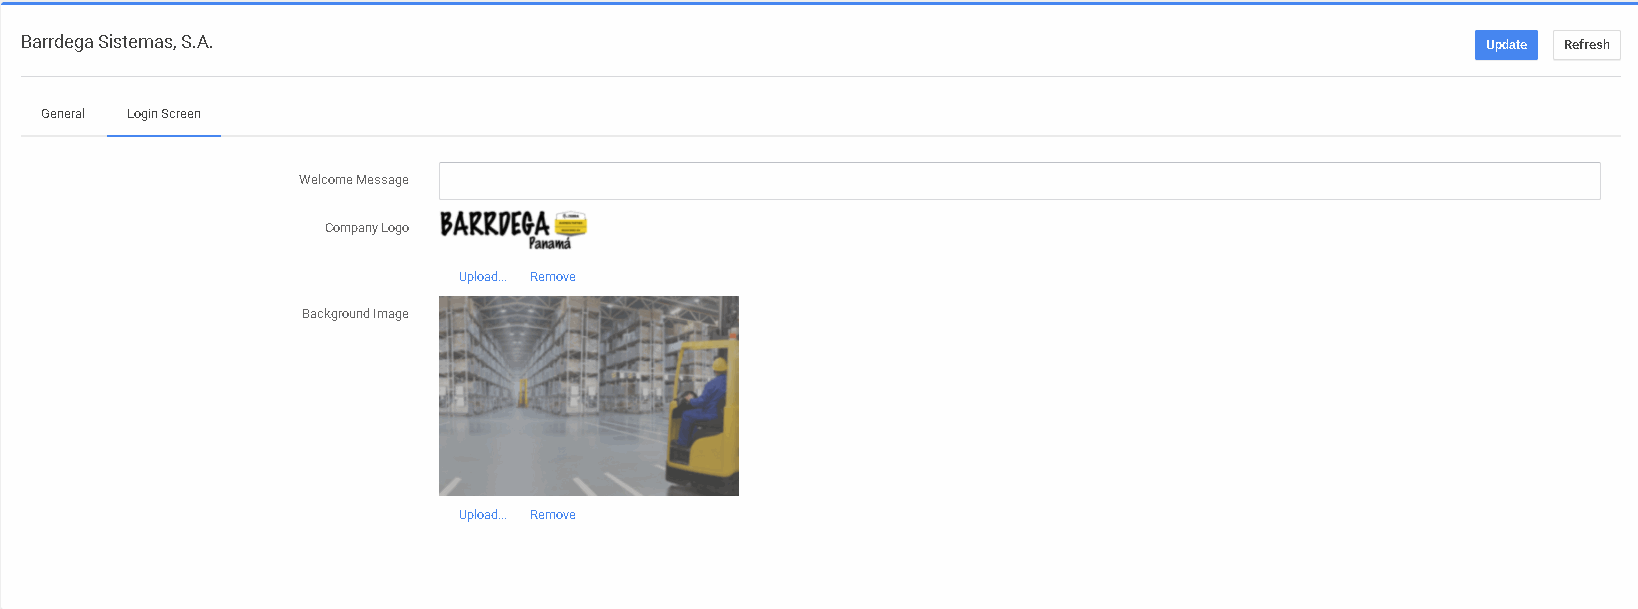 Barrdega Sistemas, S.A.
Update
Refresh
General
Login Screen
Welcome Message
Company Logo
BARRDEGA
Panamá
Upload...
Remove
Background Image
Upload...
Remove